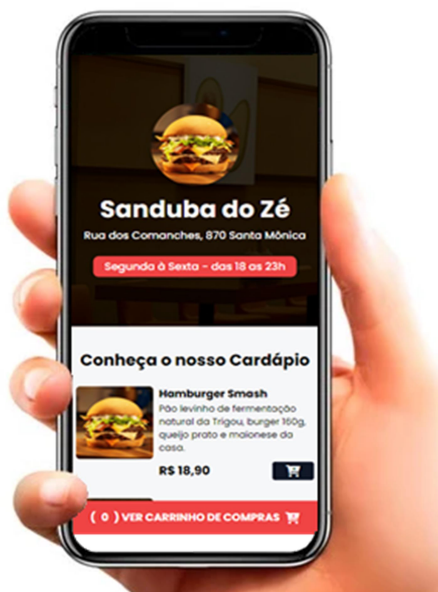 Sanduba do Zé
Rua dos Comanches, 870 Santa Mônica
Segunda à Sexta - das 18 as 23h
Conheça o nosso Cardápio
Hamburger Smash
Pão levinho de fermentação
natural da Trigou, burger 160g,
queijo prato e maionese da
casa.
R$ 18,90
( 0 ) VER CARRINHO DE COMPRAS